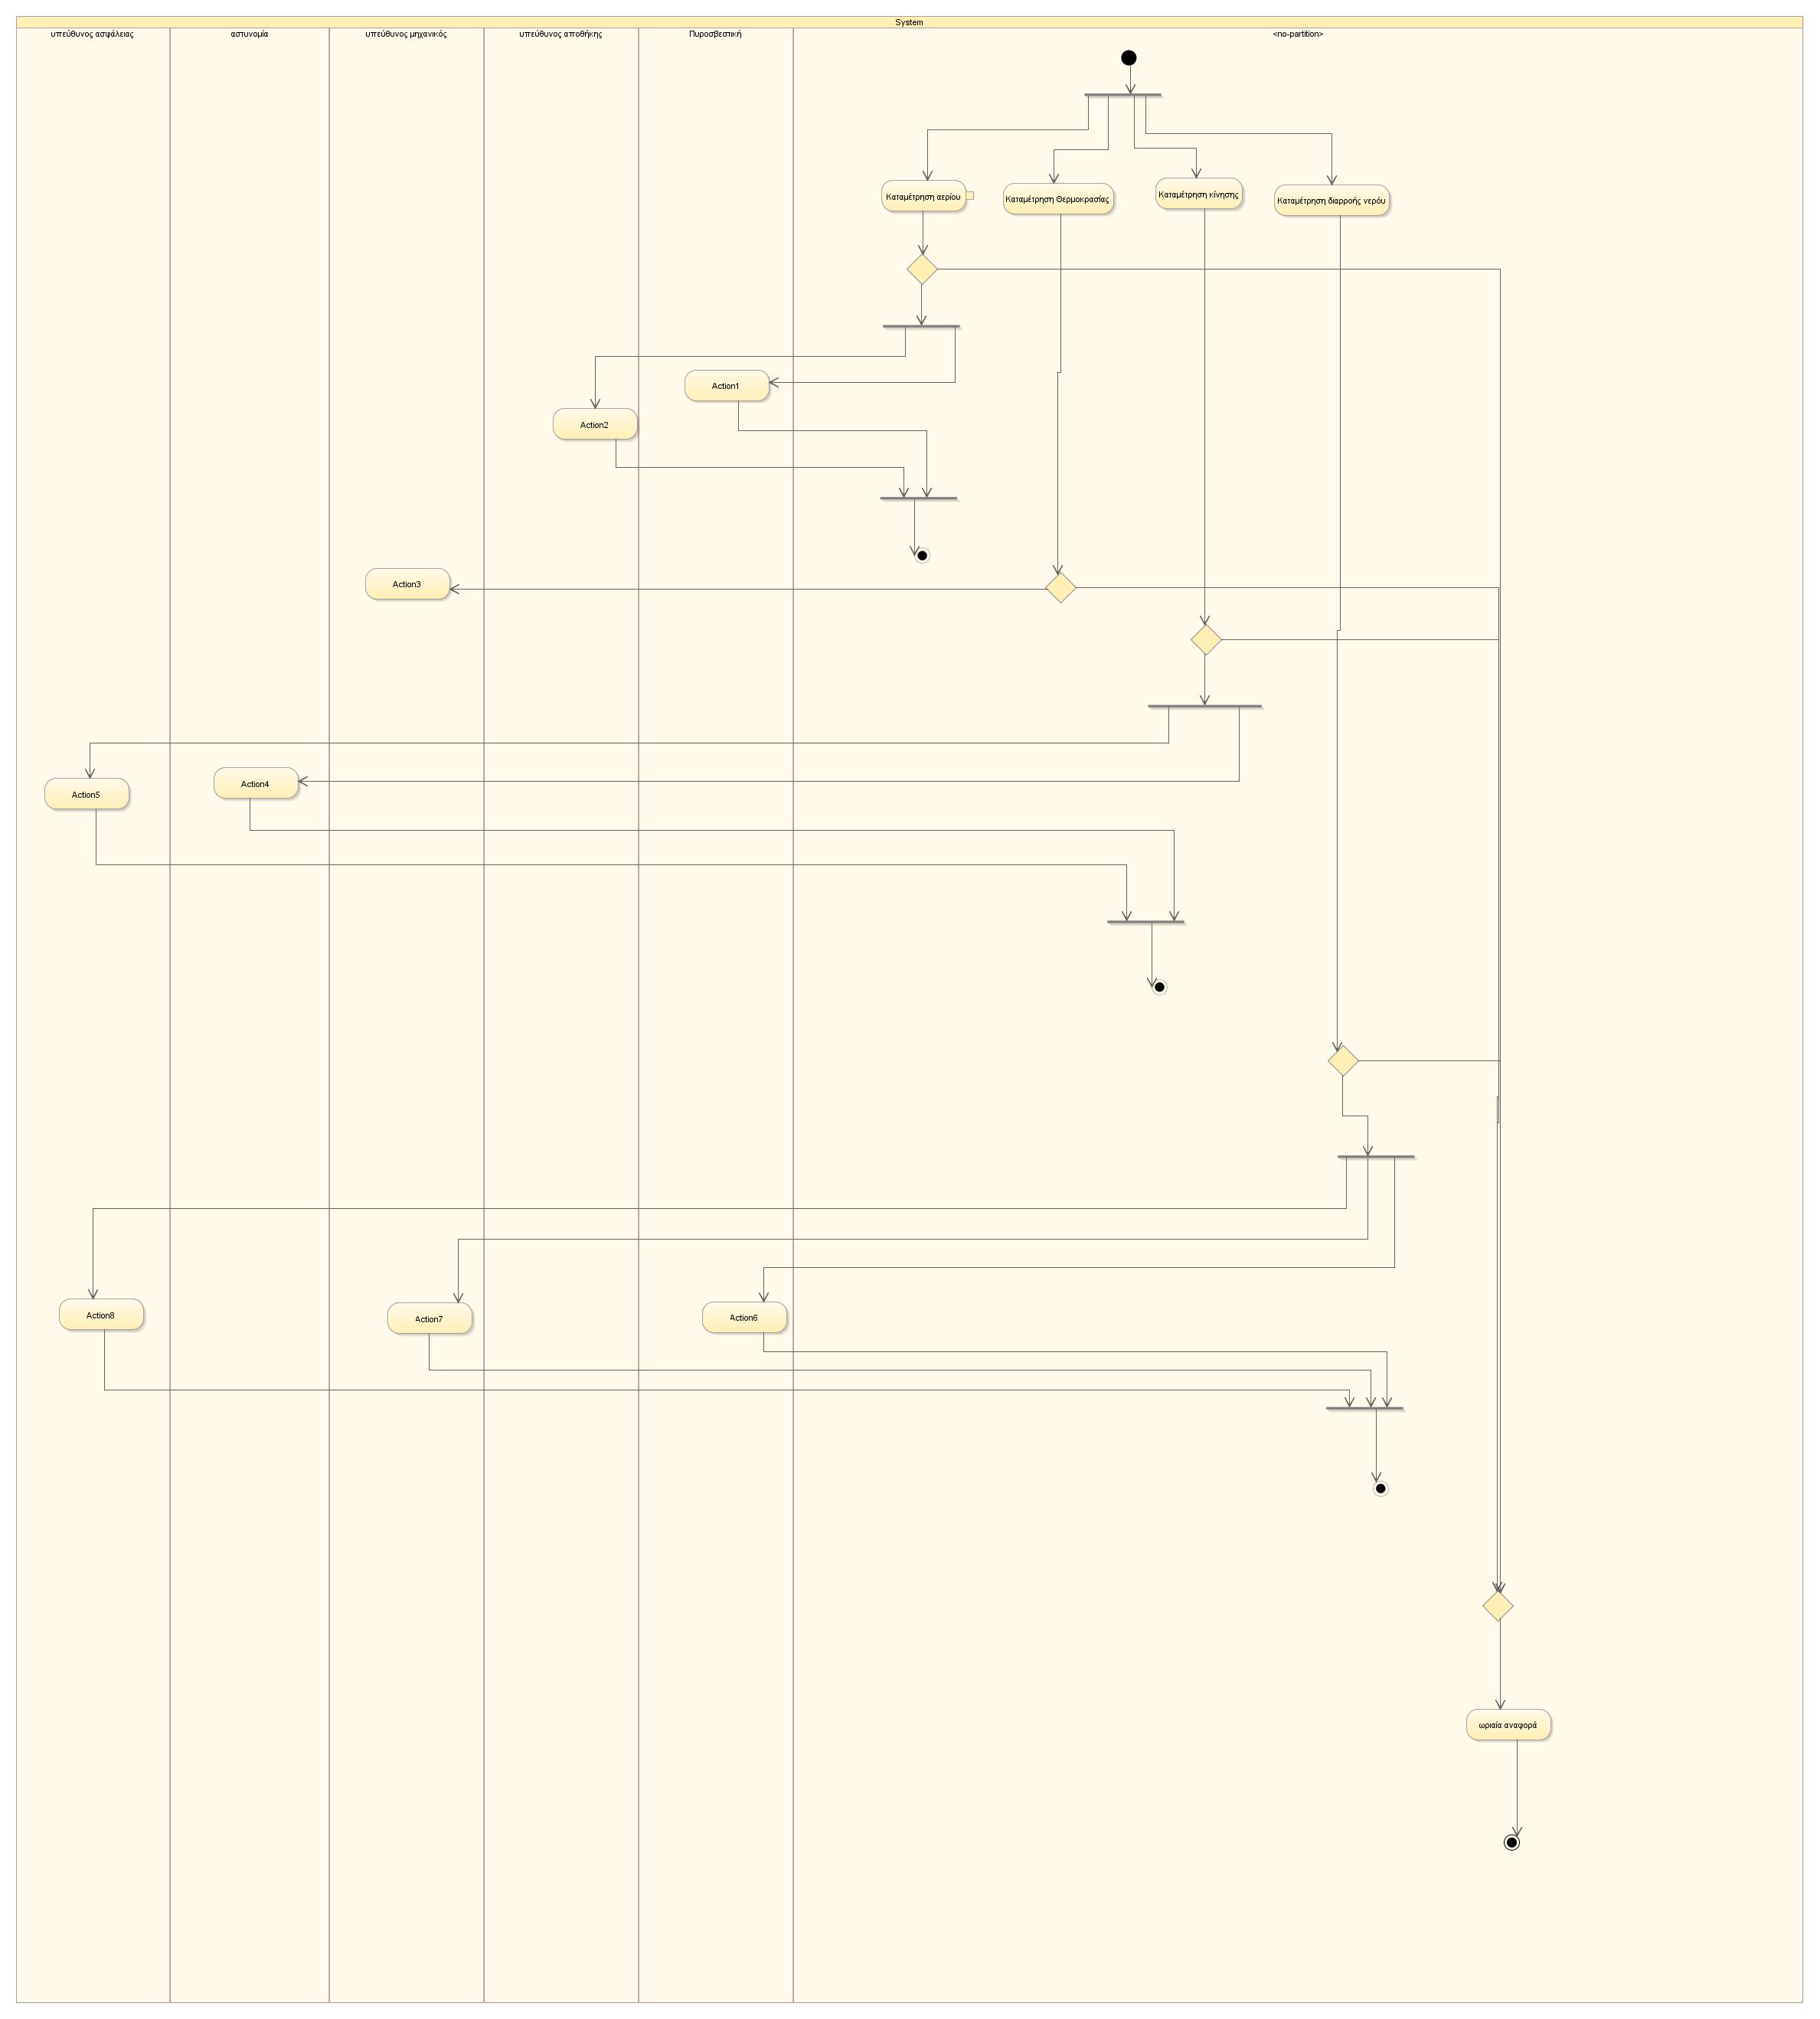 System
υπεύθυνος ασφάλειας
αστυνομία
υπεύθυνος μηχανικός
υπεύθυνος αποθήκης
Πυροσβεστική
<no-partition>
Καταμέτρηση αερίου
Καταμέτρηση Θερμοκρασίας
Καταμέτρηση κίνησης
Καταμέτρηση διαρροής νερόυ
Action1
Action2
Action3
Action4
Action5
Action8
Action7
Action6
ωριαία αναφορά